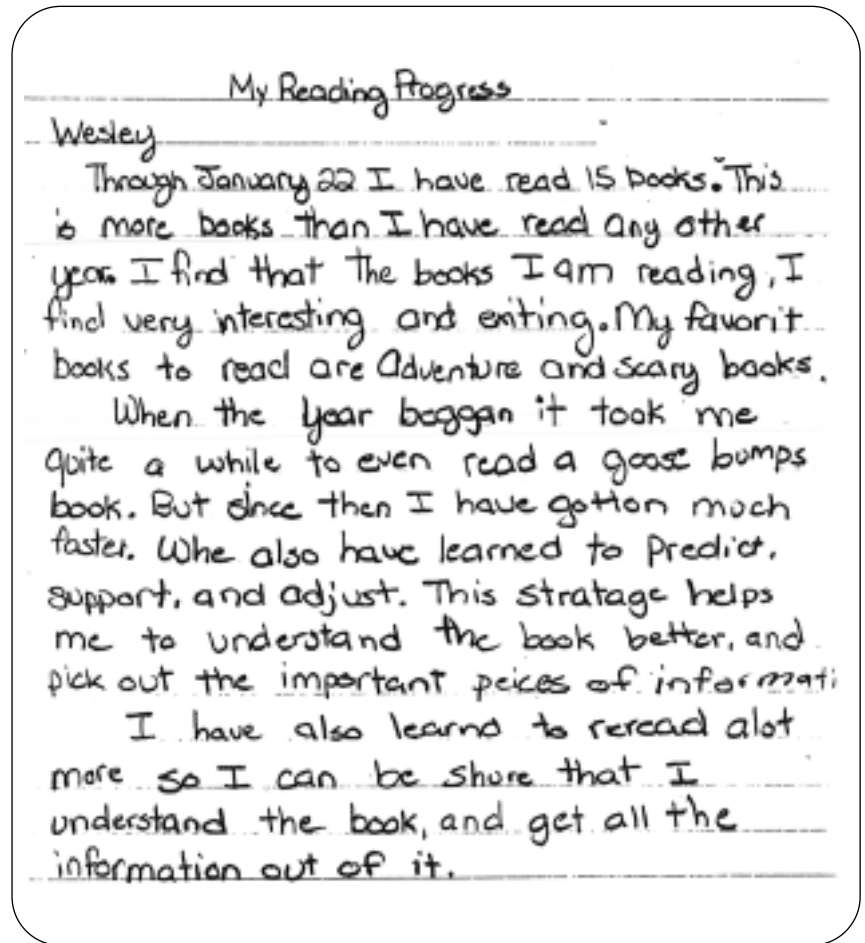 My Reading Progress
Wesley
Through January 22 I have read 15 books. This
is more books than I have read any other
year. I find that the books I am reading, I
find very interesting and exiting. My favorit
books to read are Adventure and scary books.
When the year beggan it took me
quite a while to even read a goose bumps
book. But since then I have gotton much
faster. Whe also have learned to Predict,
support, and adjust. This stratage helps
me to understand the book better, and
pick out the important peices of informati
I have also learnd to reread alot
more so I can be shure that I
understand the book, and get all the
information out of it.